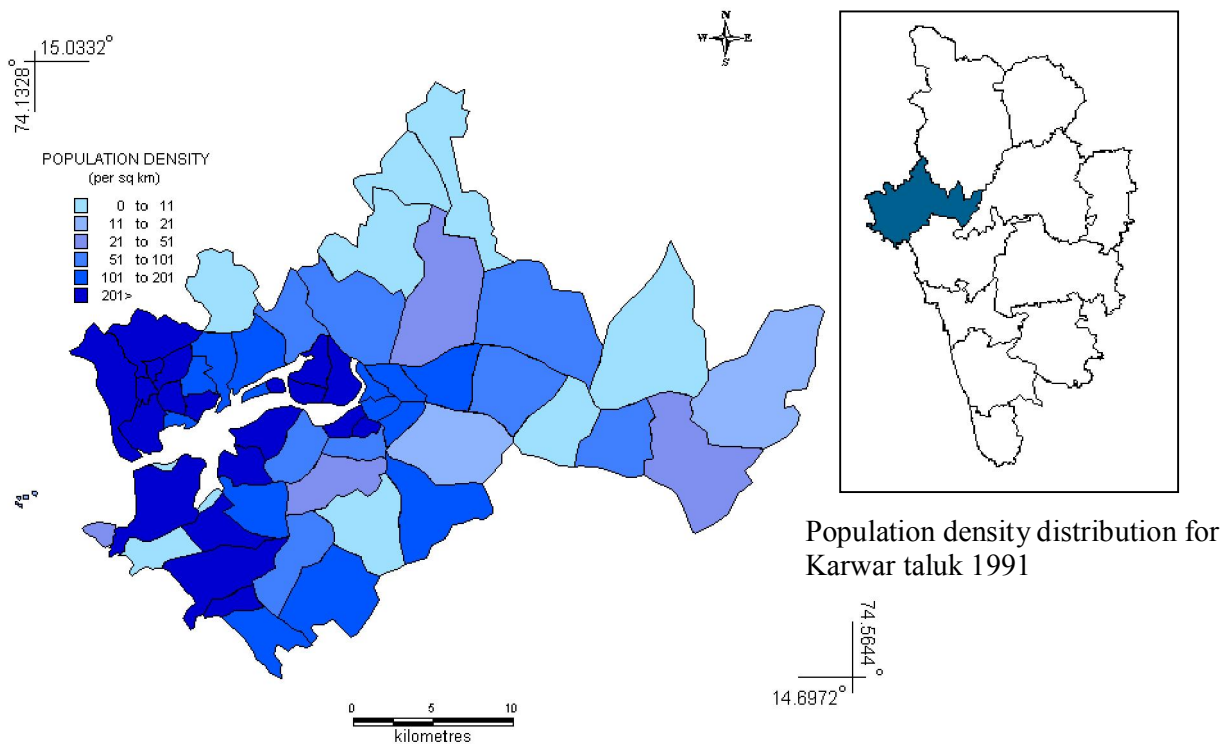 15.0332°
74.1328°
N
W E
S
POPULATION DENSITY
(per sq km)
0 to 11
11 to 21
21 to 51
51 to 101
101 to 201
201>
Population density distribution for
Karwar taluk 1991
74.5644°
14.6972°
0 5 10
kilometres